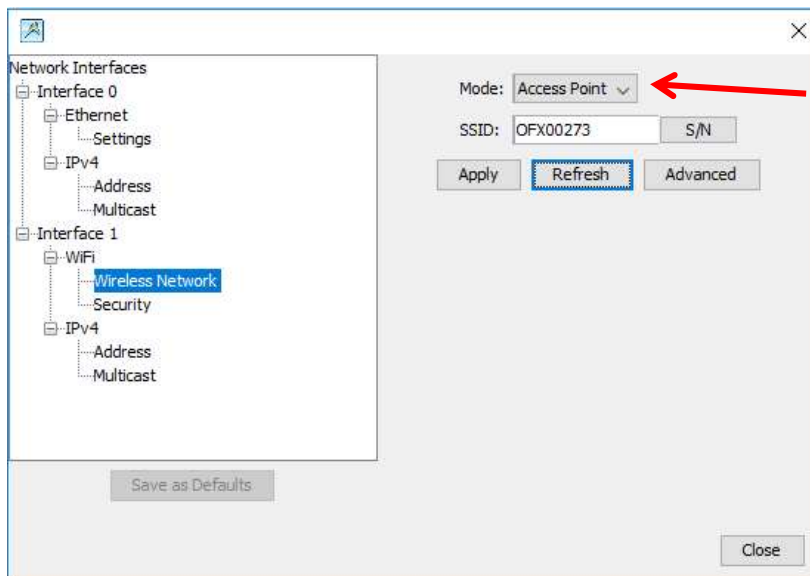 Network Interfaces
Interface 0
Ethernet
Settings
IPv4
Address
Multicast
Interface 1
WiFi
Wireless Network
Security
IPv4
Address
Multicast
Save as Defaults
Mode: Access Point
SSID: OFX00273 S/N
Apply Refresh Advanced
Close